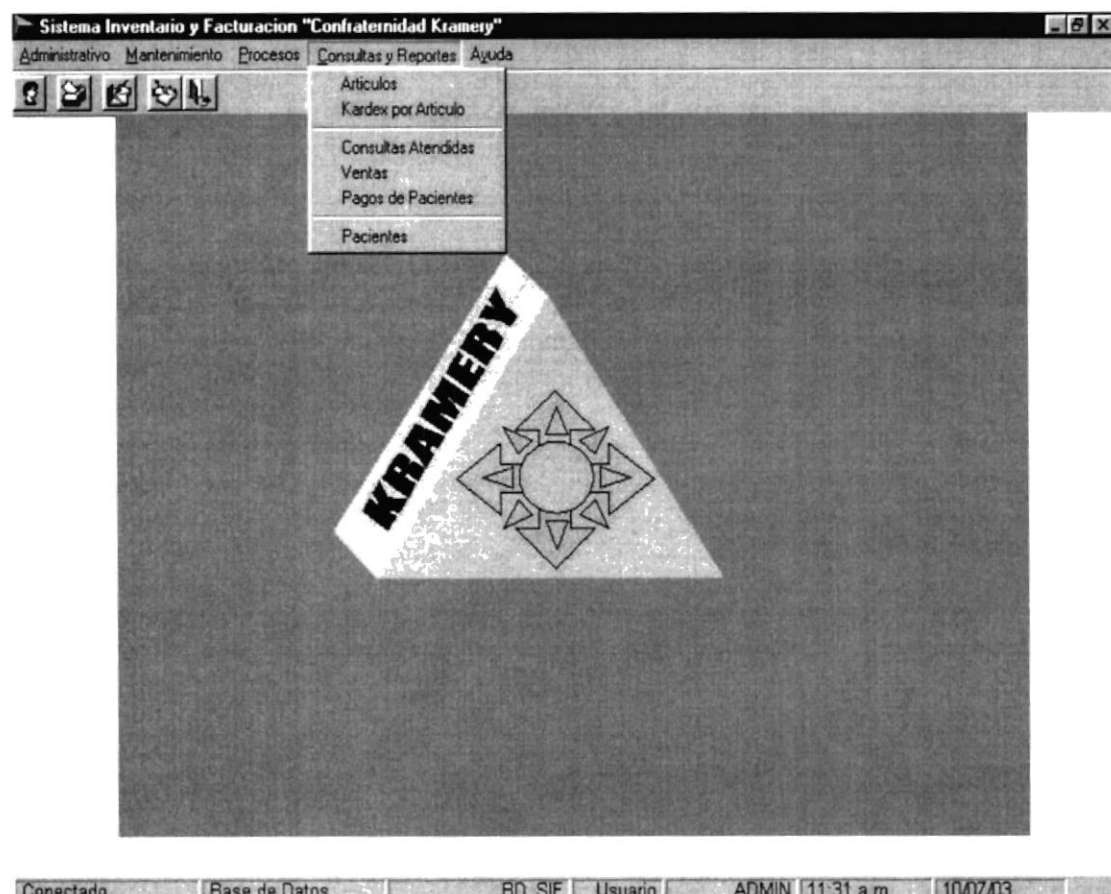 Sistema Inventario y Facturacion "Confraternidad Kramery"
Administrativo Mantenimiento Procesos Consultas y Reportes Ayuda
Articulos
Kardex por Articulo
Consultas Atendidas
Ventas
Pagos de Pacientes
Pacientes
KRAMERY
Conectado Base de Datos BD_SIF Usuario ADMIN 11:31 a.m. 10/07/03